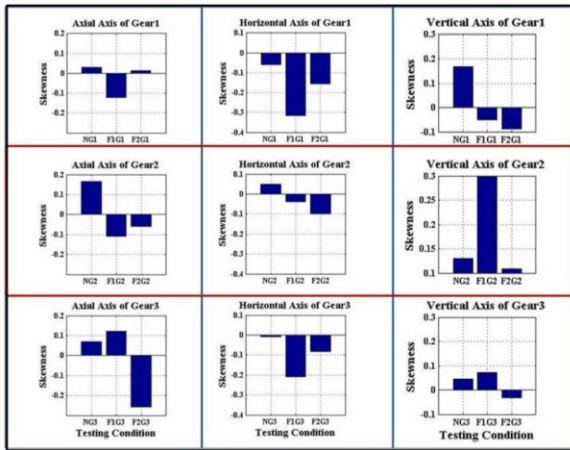 Axial Axis of Gear1
Skewness
0.2
0.1
0
-0.1
-0.2
NG1 F1G1 F2G1
Horizontal Axis of Gear1
Skewness
0.1
0
-0.1
-0.2
-0.3
-0.4
NG1 F1G1 F2G1
Vertical Axis of Gear1
Skewness
0.3
0.2
0.1
0
-0.1
NG1 F1G1 F2G1
Axial Axis of Gear2
Skewness
0.2
0.1
0
-0.1
-0.2
NG2 F1G2 F2G2
Horizontal Axis of Gear2
Skewness
0.1
0
-0.1
-0.2
-0.3
-0.4
NG2 F1G2 F2G2
Vertical Axis of Gear2
Skewness
0.3
0.25
0.2
0.15
0.1
NG2 F1G2 F2G2
Axial Axis of Gear3
Skewness
0.2
0.1
0
-0.1
-0.2
NG3 F1G3 F2G3
Testing Condition
Horizontal Axis of Gear3
Skewness
0.1
0
-0.1
-0.2
-0.3
-0.4
NG3 F1G3 F2G3
Testing Condition
Vertical Axis of Gear3
Skewness
0.3
0.2
0.1
0
-0.1
NG3 F1G3 F2G3
Testing Condition